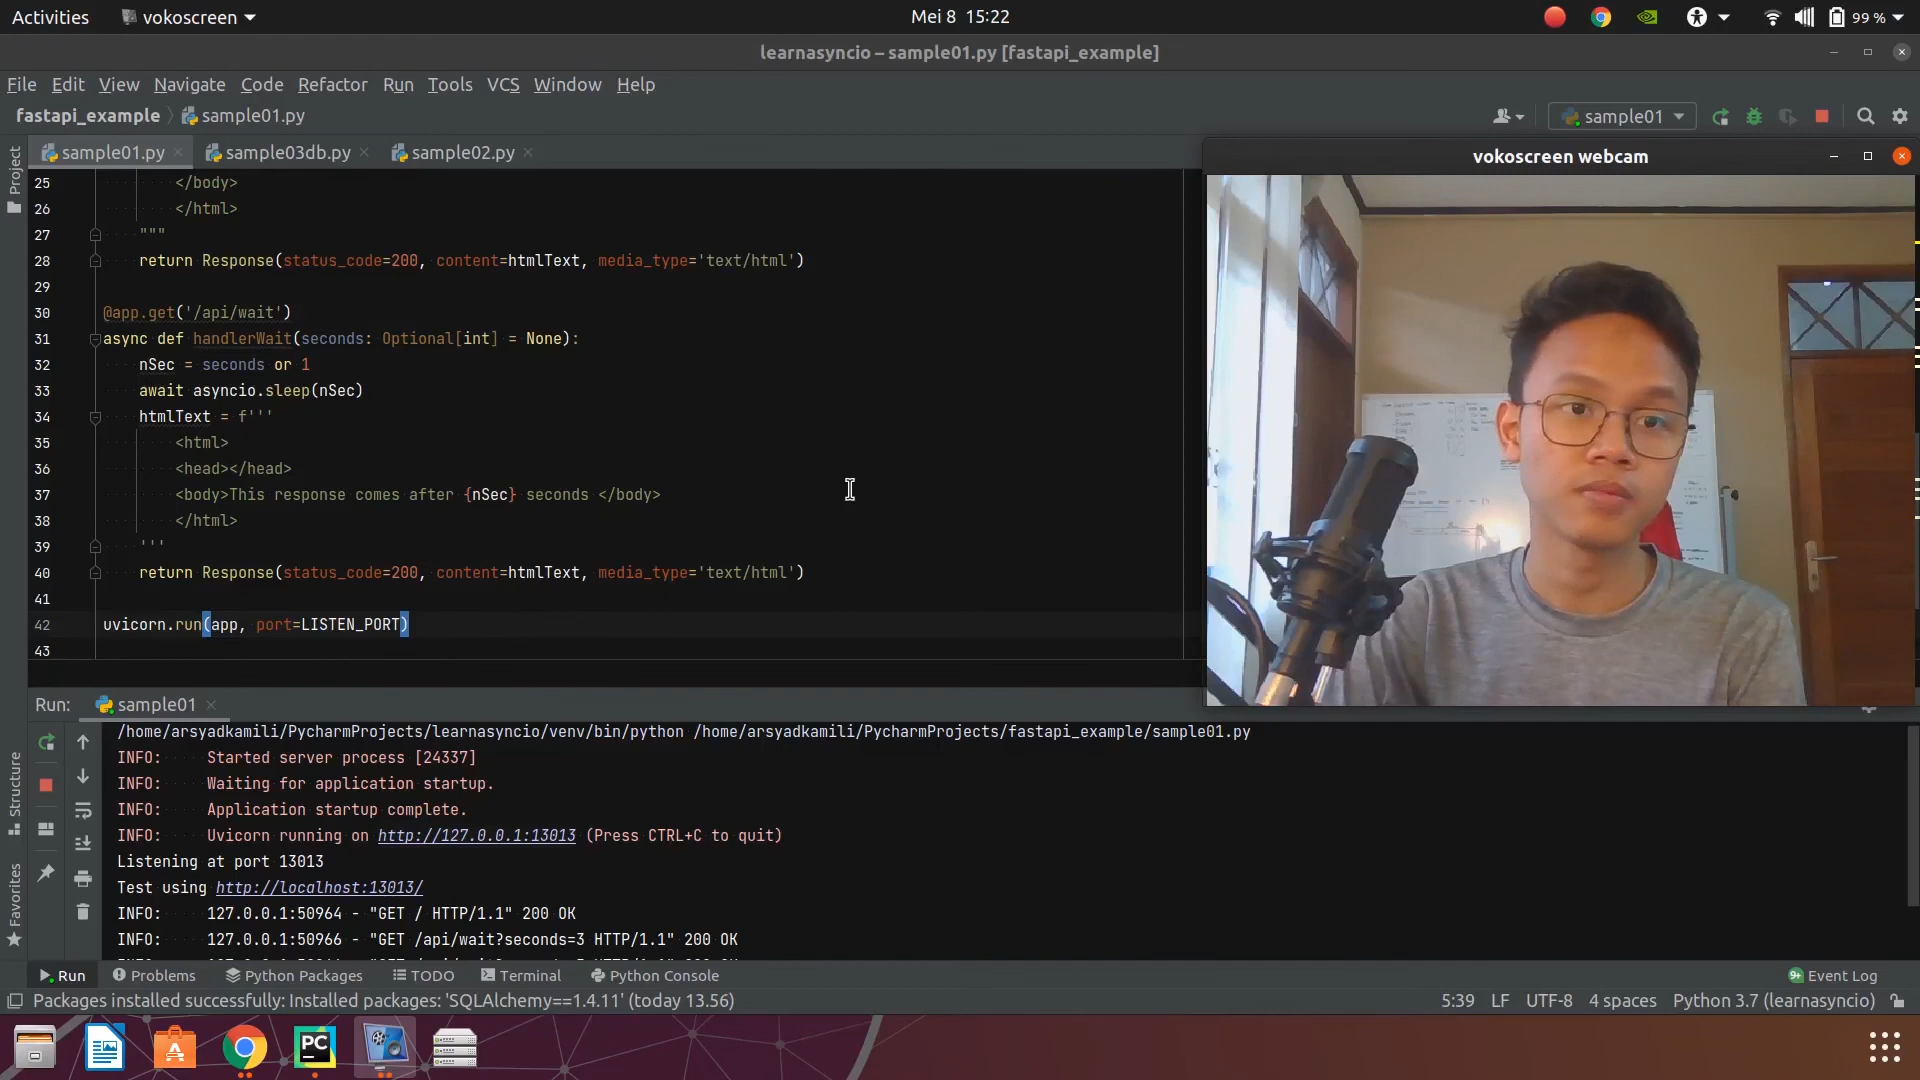 Activities
vokoscreen
Mei 8 15:22
99 %
learnasyncio – sample01.py [fastapi_example]
File Edit View Navigate Code Refactor Run Tools VCS Window Help
fastapi_example
sample01.py
sample01
sample01.py
sample03db.py
sample02.py
vokoscreen webcam
Project
25 </body>
26 </html>
27 """
28 return Response(status_code=200, content=htmlText, media_type='text/html')
29
30 @app.get('/api/wait')
31 async def handlerWait(seconds: Optional[int] = None):
32 nSec = seconds or 1
33 await asyncio.sleep(nSec)
34 htmlText = f'''
35 <html>
36 <head></head>
37 <body>This response comes after {nSec} seconds </body>
38 </html>
39 '''
40 return Response(status_code=200, content=htmlText, media_type='text/html')
41
42 uvicorn.run(app, port=LISTEN_PORT)
43
Run: sample01
/home/arsyadkamili/PycharmProjects/learnasyncio/venv/bin/python /home/arsyadkamili/PycharmProjects/fastapi_example/sample01.py
INFO: Started server process [24337]
INFO: Waiting for application startup.
INFO: Application startup complete.
INFO: Uvicorn running on http://127.0.0.1:13013 (Press CTRL+C to quit)
Listening at port 13013
Test using http://localhost:13013/
INFO: 127.0.0.1:50964 - "GET / HTTP/1.1" 200 OK
INFO: 127.0.0.1:50966 - "GET /api/wait?seconds=3 HTTP/1.1" 200 OK
Structure
Favorites
Run
Problems
Python Packages
TODO
Terminal
Python Console
9+ Event Log
Packages installed successfully: Installed packages: 'SQLAlchemy==1.4.11' (today 13.56)
5:39 LF UTF-8 4 spaces Python 3.7 (learnasyncio)
PC